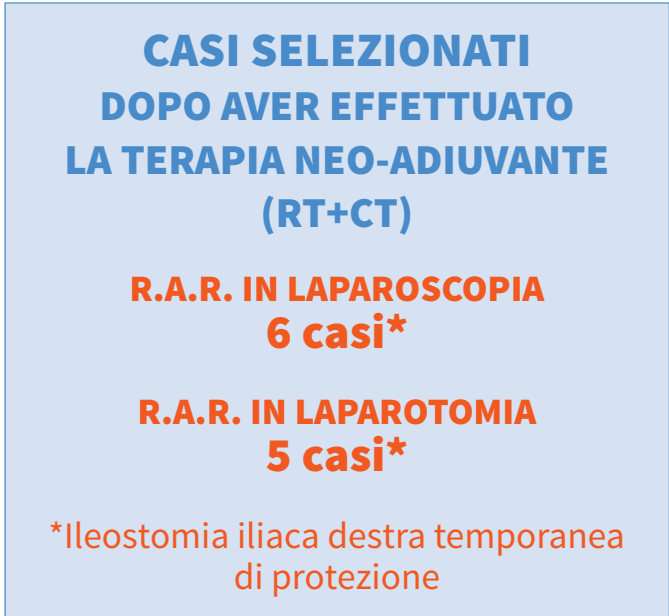 CASI SELEZIONATI
DOPO AVER EFFETTUATO
LA TERAPIA NEO-ADIUVANTE
(RT+CT)
R.A.R. IN LAPAROSCOPIA
6 casi*
R.A.R. IN LAPAROTOMIA
5 casi*
*Ileostomia iliaca destra temporanea
di protezione